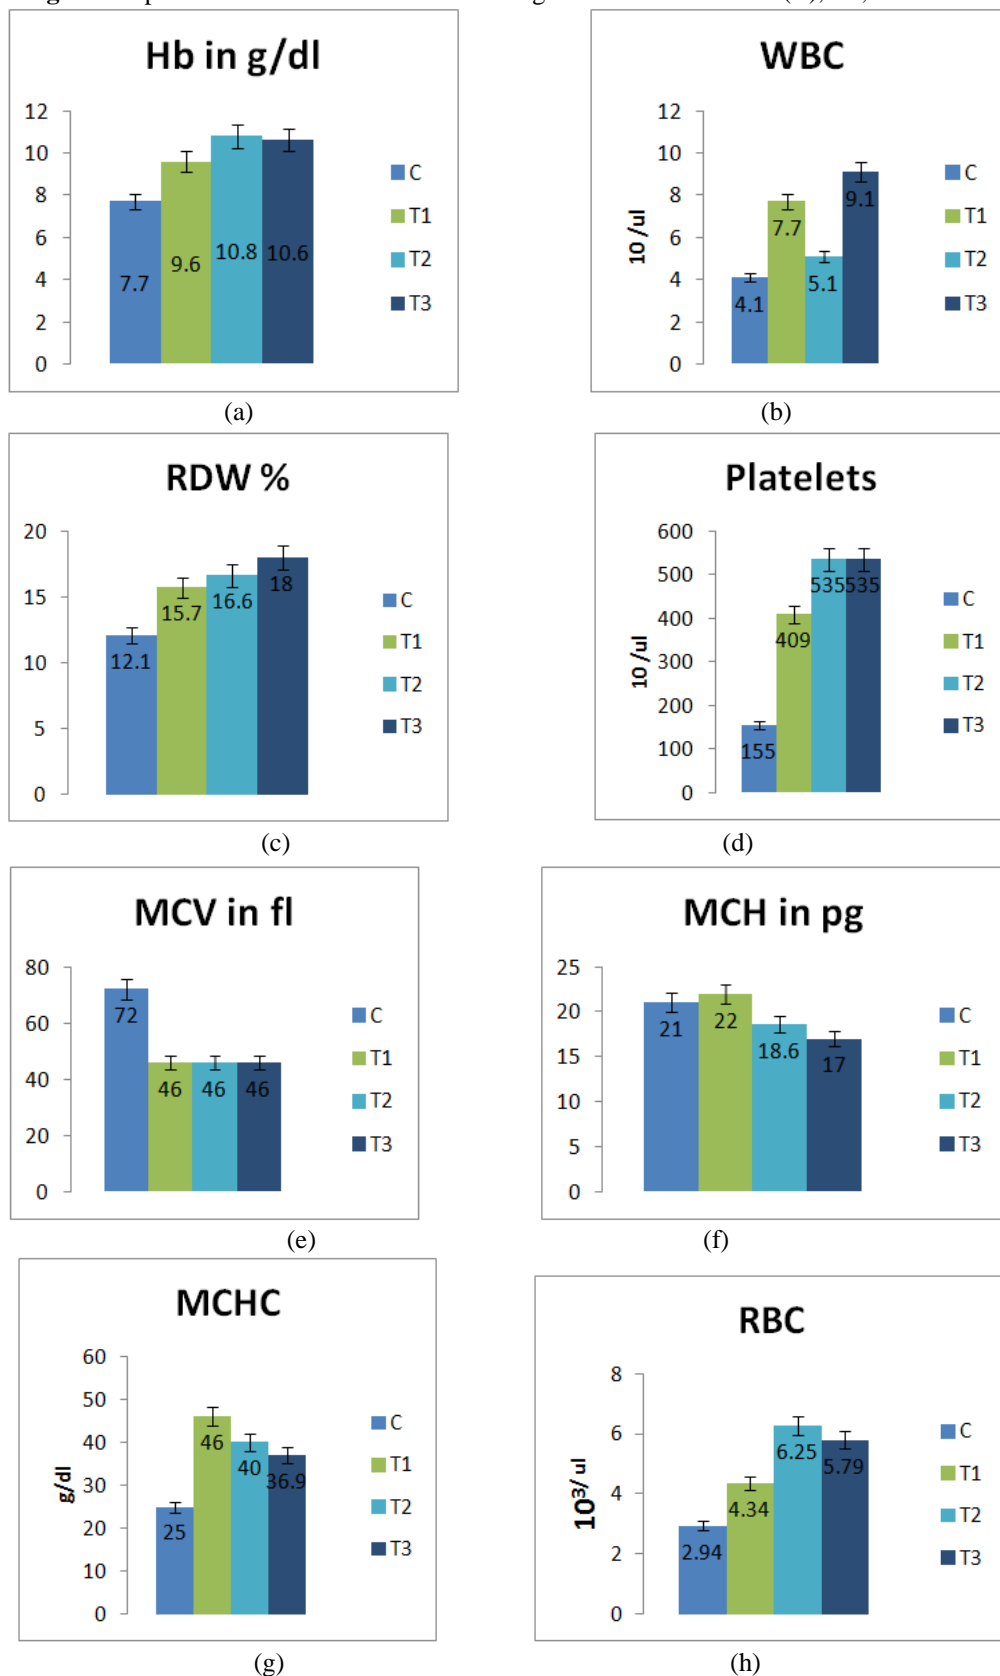 Hb in g/dl
12
10
8
6
4
2
0
7.7
9.6
10.8
10.6
C
T1
T2
T3
(a)
WBC
10 /ul
12
10
8
6
4
2
0
4.1
7.7
5.1
9.1
C
T1
T2
T3
(b)
RDW %
20
15
10
5
0
12.1
15.7
16.6
18
C
T1
T2
T3
(c)
Platelets
10 /ul
600
500
400
300
200
100
0
155
409
535
535
C
T1
T2
T3
(d)
MCV in fl
80
60
40
20
0
72
46
46
46
C
T1
T2
T3
(e)
MCH in pg
25
20
15
10
5
0
21
22
18.6
17
C
T1
T2
T3
(f)
MCHC
g/dl
60
50
40
30
20
10
0
25
46
40
36.9
C
T1
T2
T3
(g)
RBC
10³/ ul
8
6
4
2
0
2.94
4.34
6.25
5.79
C
T1
T2
T3
(h)